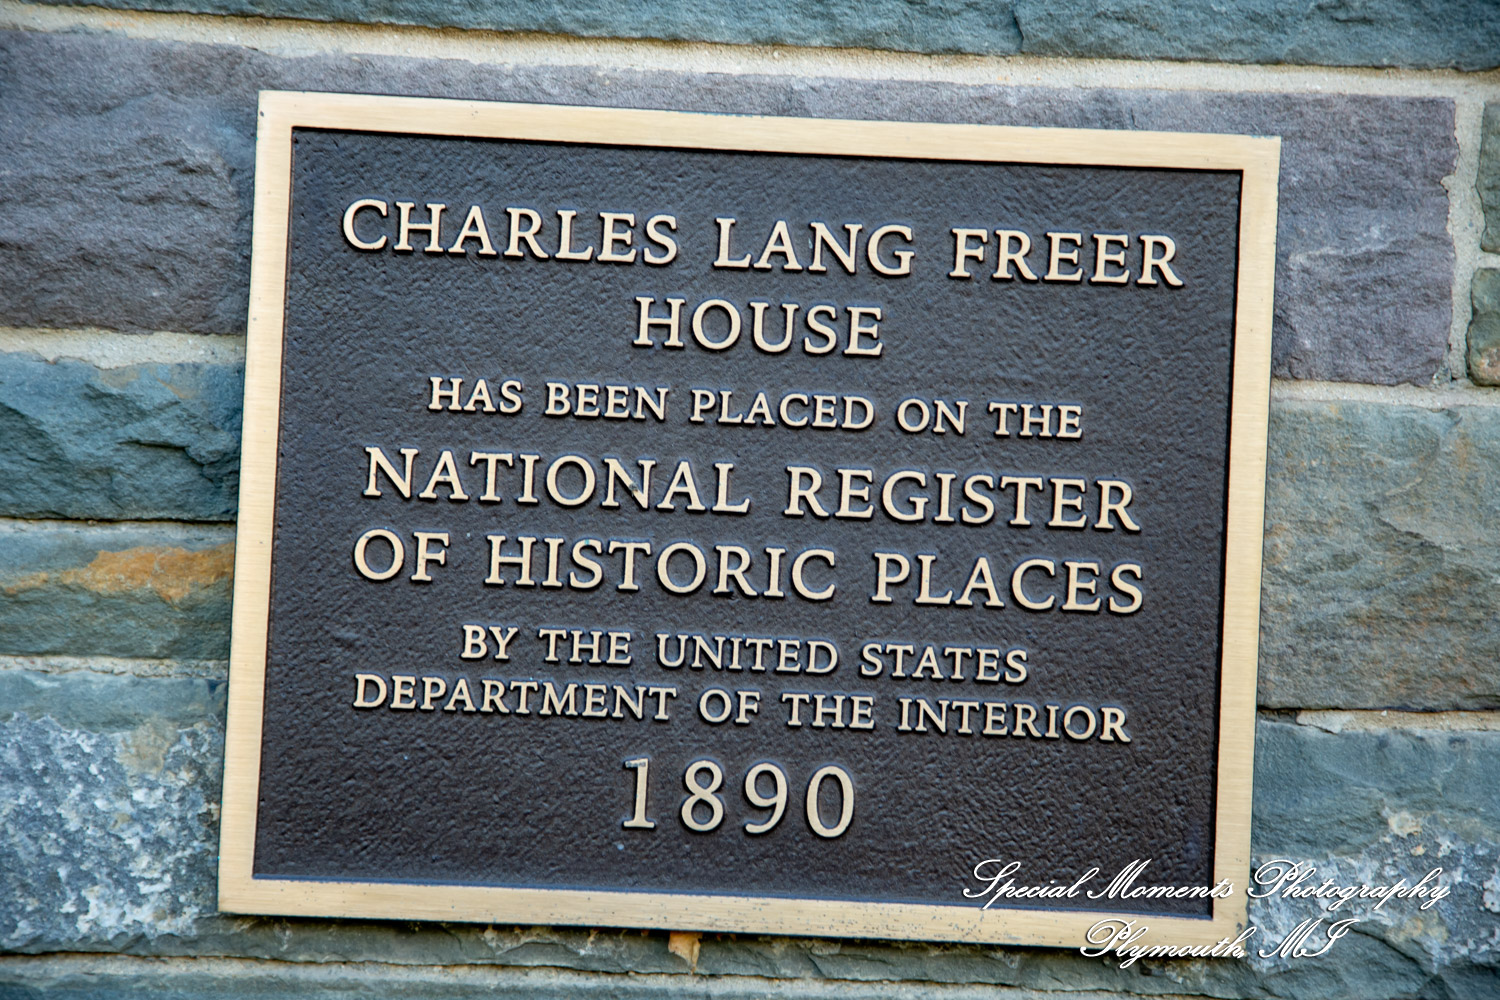 CHARLES LANG FREER
HOUSE
HAS BEEN PLACED ON THE
NATIONAL REGISTER
OF HISTORIC PLACES
BY THE UNITED STATES
DEPARTMENT OF THE INTERIOR
1890
Special Moments Photography
Plymouth, MI